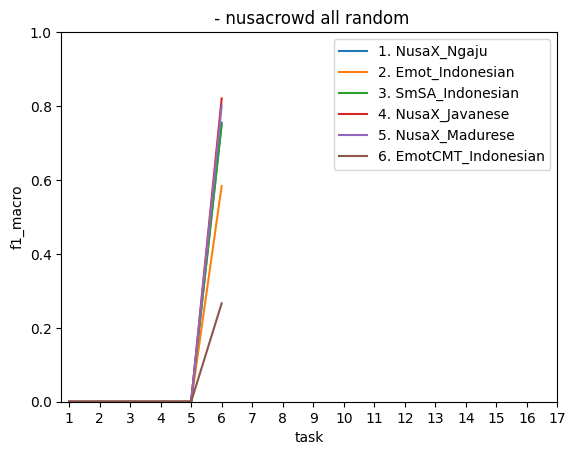 - nusacrowd all random
1.0
0.8
0.6
0.4
0.2
0.0
f1_macro
1. NusaX_Ngaju
2. Emot_Indonesian
3. SmSA_Indonesian
4. NusaX_Javanese
5. NusaX_Madurese
6. EmotCMT_Indonesian
1 2 3 4 5 6 7 8 9 10 11 12 13 14 15 16 17
task